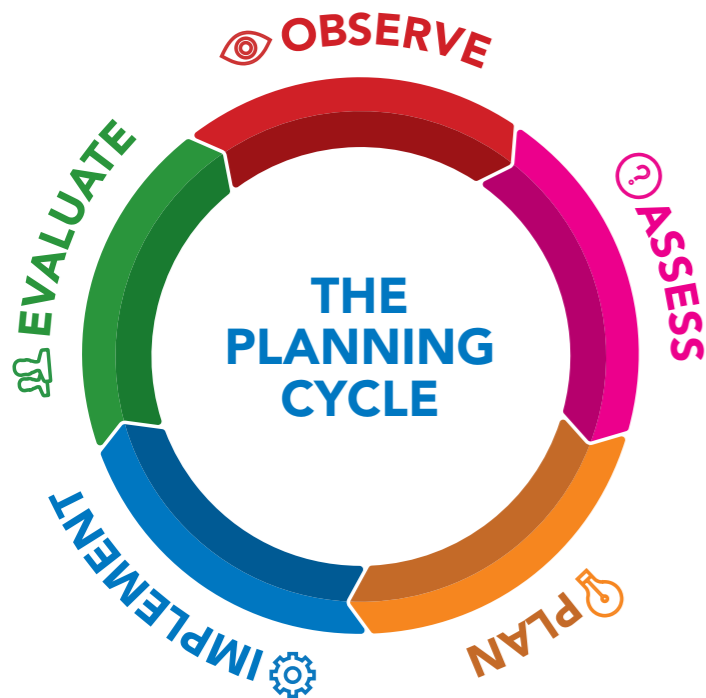 OBSERVE
ASSESS
PLAN
IMPLEMENT
EVALUATE
THE
PLANNING
CYCLE